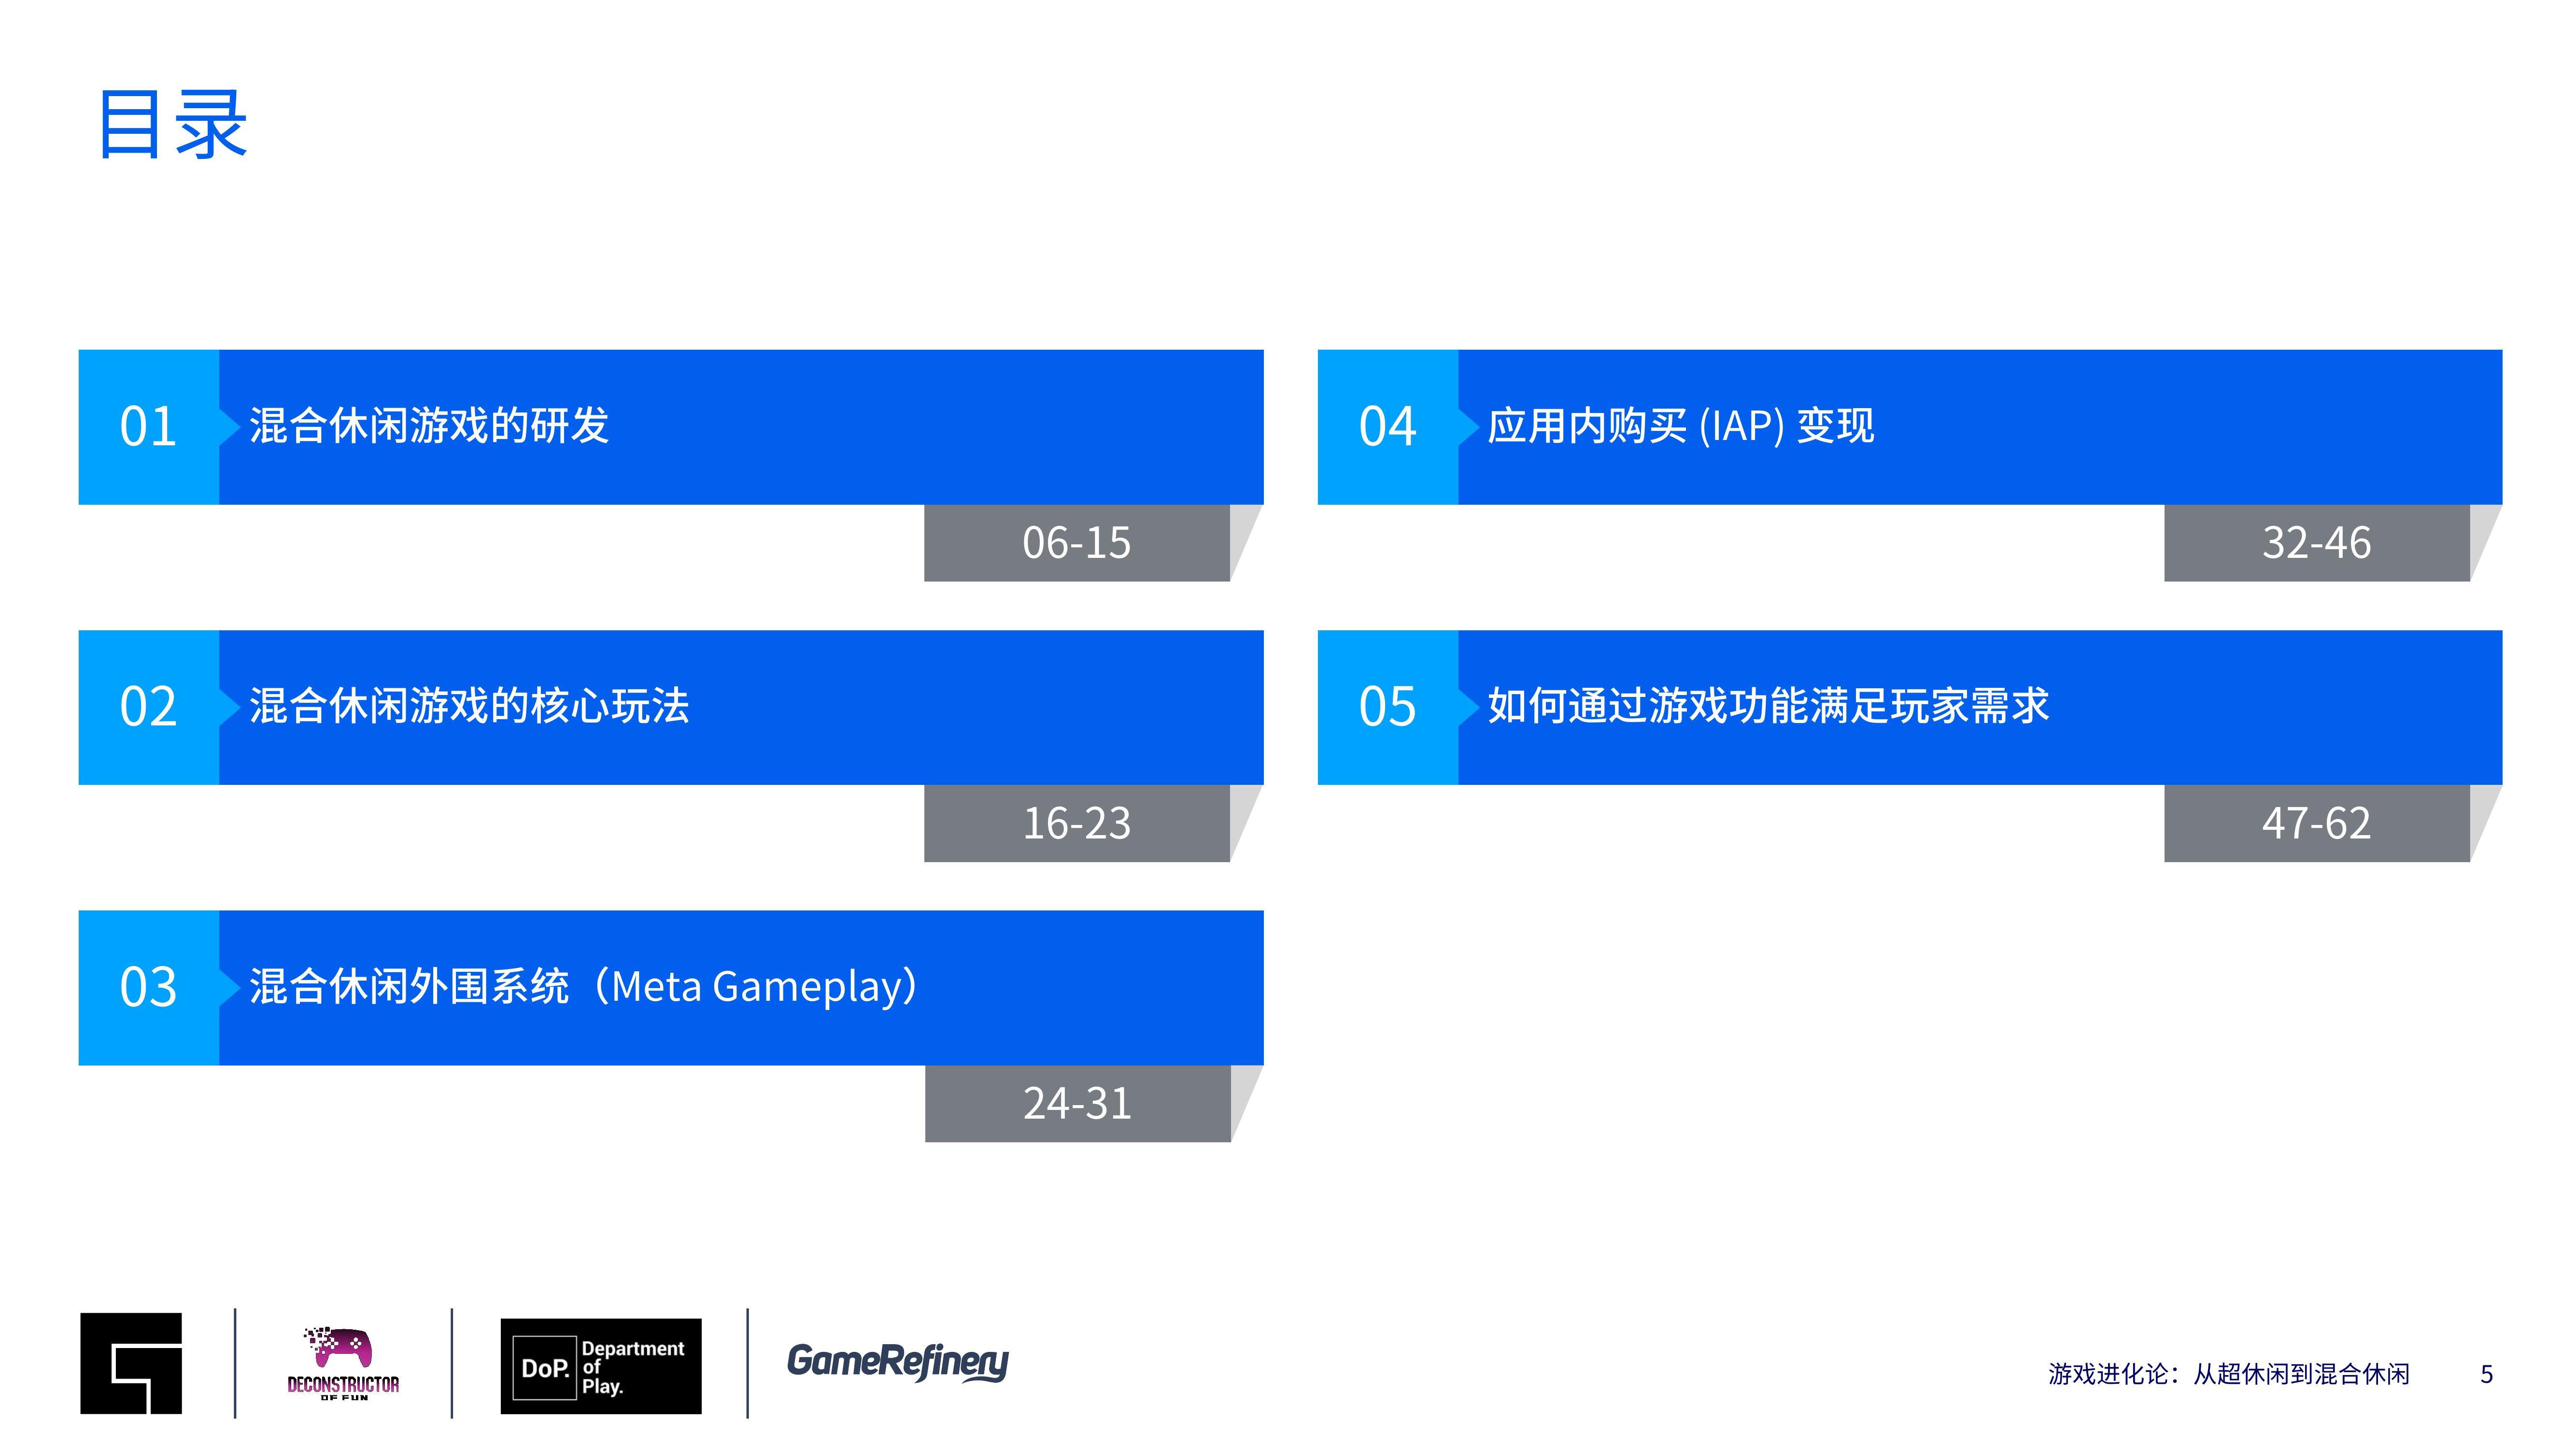 目录
01
混合休闲游戏的研发
06-15
02
混合休闲游戏的核心玩法
16-23
03
混合休闲外围系统（Meta Gameplay）
24-31
04
应用内购买 (IAP) 变现
32-46
05
如何通过游戏功能满足玩家需求
47-62
DECONSTRUCTOR
OF FUN
DoP.
Department
of
Play.
GameRefinery
游戏进化论：从超休闲到混合休闲
5